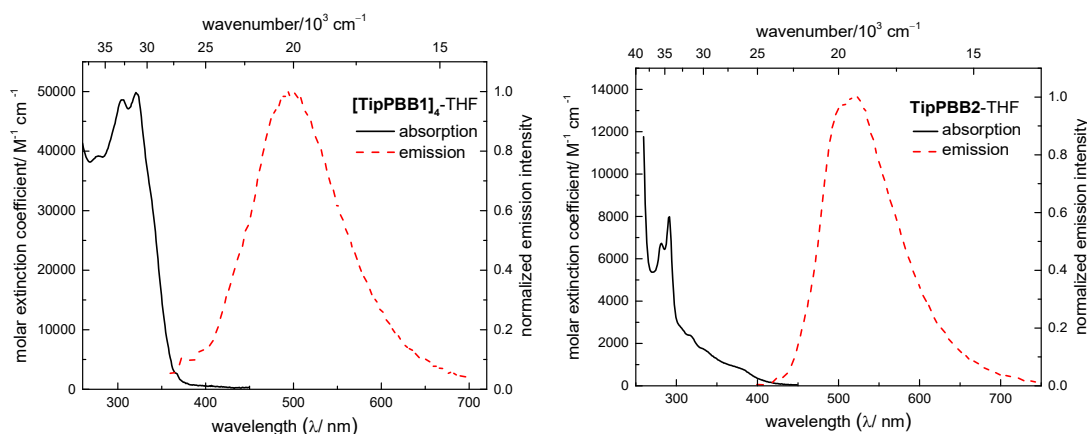 wavenumber/10³ cm⁻¹
35 30 25 20 15
molar extinction coefficient/ M⁻¹ cm⁻¹
50000
40000
30000
20000
10000
0
[TipPBB1]₄-THF
absorption
emission
1.0
0.8
0.6
0.4
0.2
0.0
normalized emission intensity
300 400 500 600 700
wavelength (λ/ nm)
wavenumber/10³ cm⁻¹
40 35 30 25 20 15
molar extinction coefficient/ M⁻¹ cm⁻¹
14000
12000
10000
8000
6000
4000
2000
0
TipPBB2-THF
absorption
emission
1.0
0.8
0.6
0.4
0.2
0.0
normalized emission intensity
300 400 500 600 700
wavelength (λ/ nm)